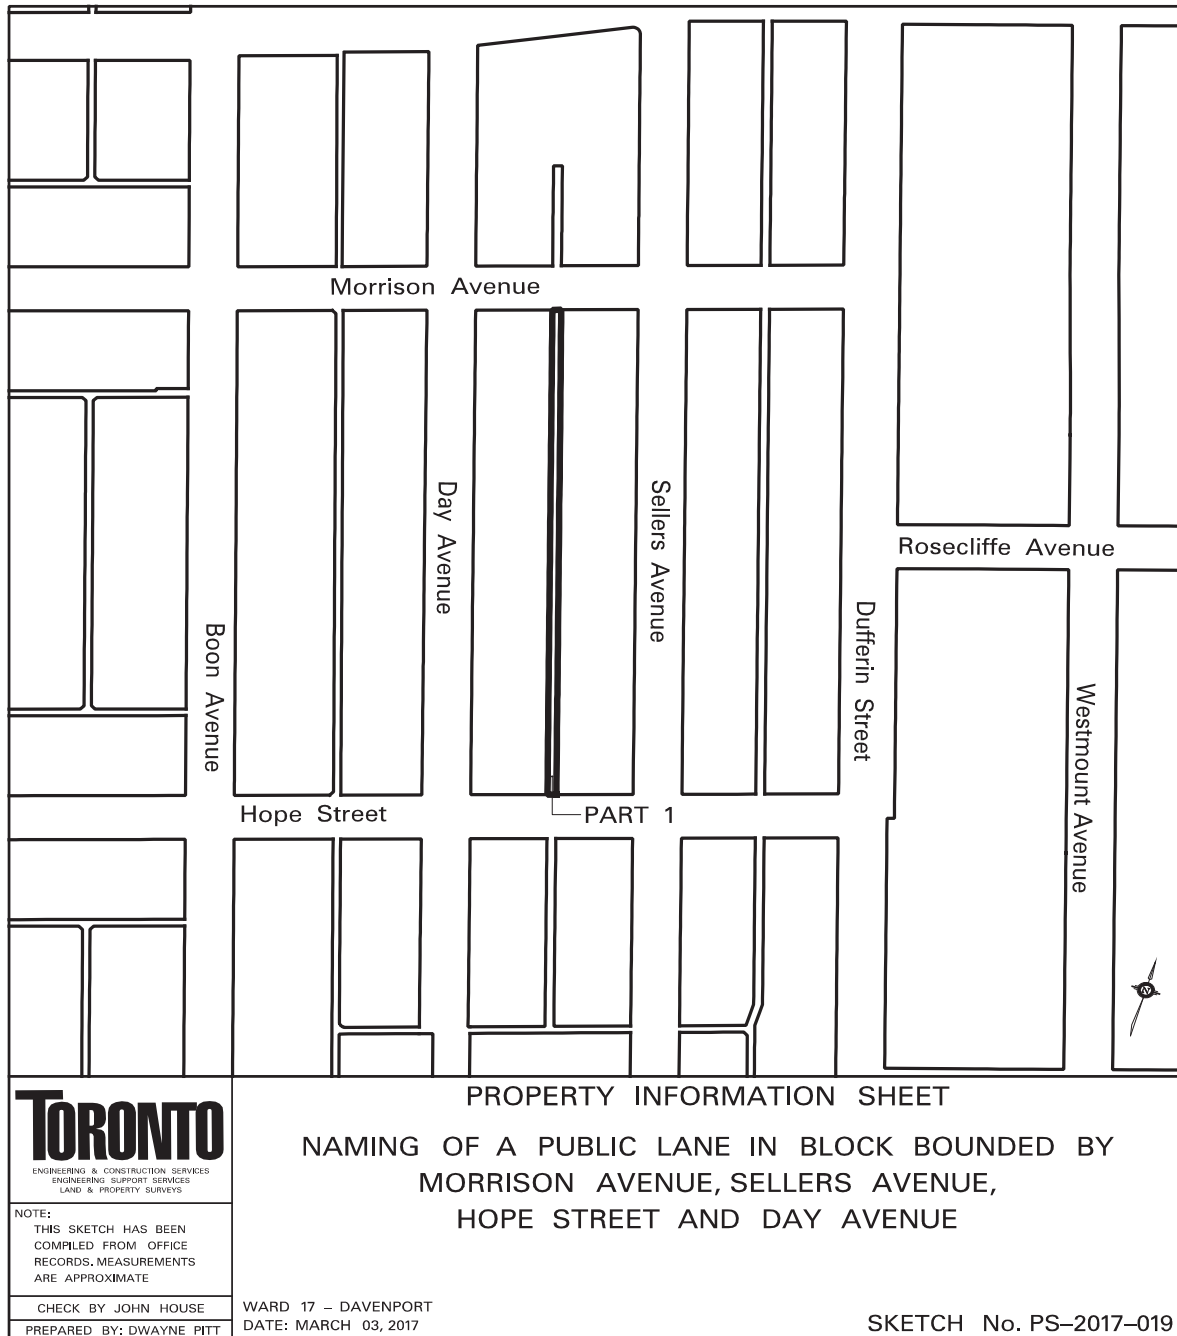 Morrison Avenue
Day Avenue
Sellers Avenue
Rosecliffe Avenue
Boon Avenue
Dufferin Street
Westmount Avenue
Hope Street
PART 1
N
TORONTO
ENGINEERING & CONSTRUCTION SERVICES
ENGINEERING SUPPORT SERVICES
LAND & PROPERTY SURVEYS
NOTE:
THIS SKETCH HAS BEEN
COMPILED FROM OFFICE
RECORDS. MEASUREMENTS
ARE APPROXIMATE
CHECK BY JOHN HOUSE
PREPARED BY: DWAYNE PITT
PROPERTY INFORMATION SHEET
NAMING OF A PUBLIC LANE IN BLOCK BOUNDED BY
MORRISON AVENUE, SELLERS AVENUE,
HOPE STREET AND DAY AVENUE
WARD 17 – DAVENPORT
DATE: MARCH 03, 2017
SKETCH No. PS–2017–019